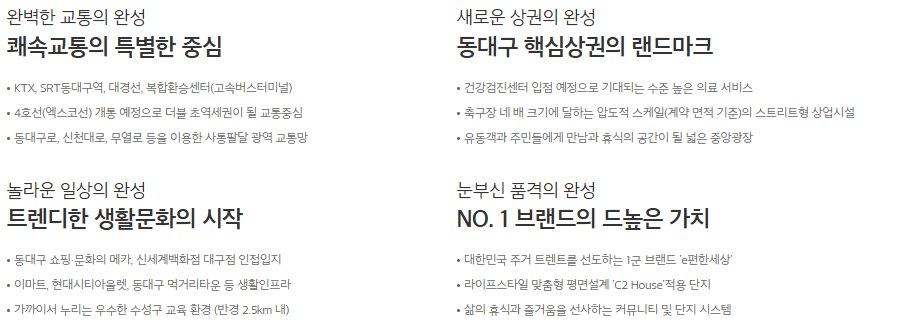 완벽한 교통의 완성
쾌속교통의 특별한 중심
• KTX, SRT동대구역, 대경선, 복합환승센터(고속버스터미널)
• 4호선(엑스코선) 개통 예정으로 더블 초역세권이 될 교통중심
• 동대구로, 신천대로, 무열로 등을 이용한 사통팔달 광역 교통망
새로운 상권의 완성
동대구 핵심상권의 랜드마크
• 건강검진센터 입점 예정으로 기대되는 수준 높은 의료 서비스
• 축구장 네 배 크기에 달하는 압도적 스케일(계약 면적 기준)의 스트리트형 상업시설
• 유동객과 주민들에게 만남과 휴식의 공간이 될 넓은 중앙광장
놀라운 일상의 완성
트렌디한 생활문화의 시작
• 동대구 쇼핑·문화의 메카, 신세계백화점 대구점 인접입지
• 이마트, 현대시티아울렛, 동대구 먹거리타운 등 생활인프라
• 가까이서 누리는 우수한 수성구 교육 환경 (반경 2.5km 내)
눈부신 품격의 완성
NO. 1 브랜드의 드높은 가치
• 대한민국 주거 트렌트를 선도하는 1군 브랜드 'e편한세상'
• 라이프스타일 맞춤형 평면설계 'C2 House'적용 단지
• 삶의 휴식과 즐거움을 선사하는 커뮤니티 및 단지 시스템